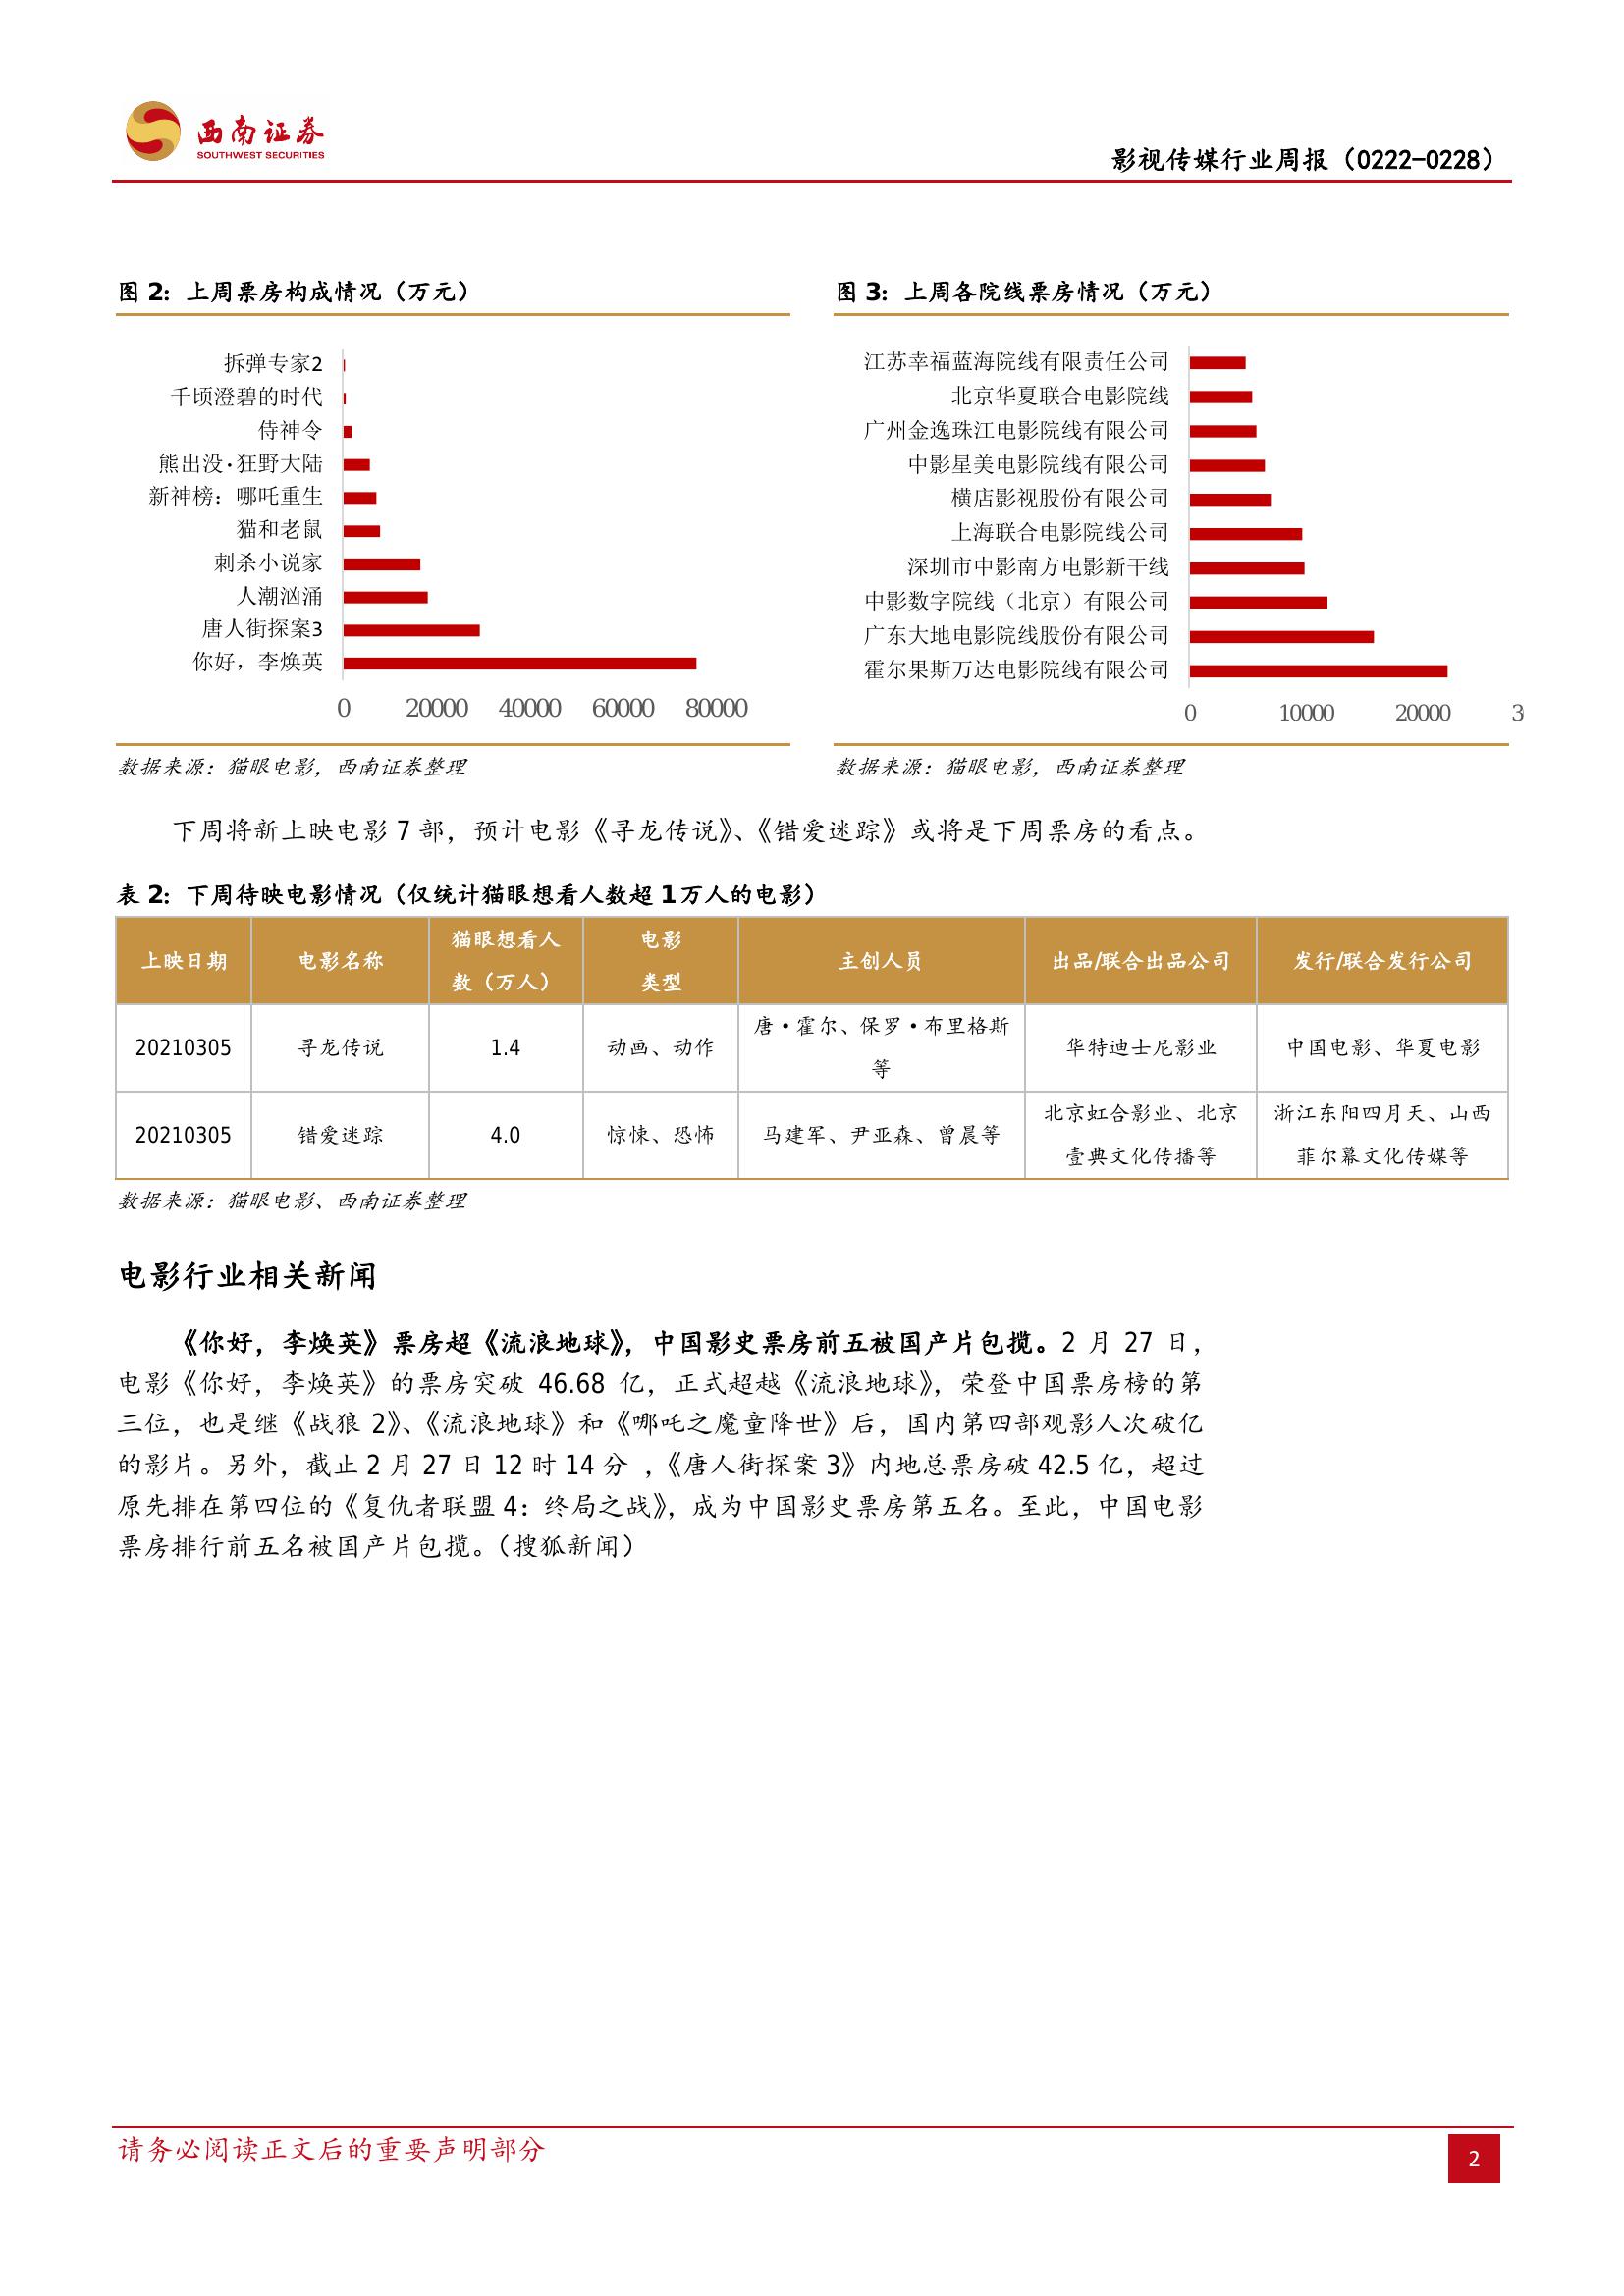 西南证券
SOUTHWEST SECURITIES
影视传媒行业周报（0222-0228）
图 2：上周票房构成情况（万元）
拆弹专家2
千顷澄碧的时代
侍神令
熊出没·狂野大陆
新神榜：哪吒重生
猫和老鼠
刺杀小说家
人潮汹涌
唐人街探案3
你好，李焕英
0 20000 40000 60000 80000
数据来源：猫眼电影，西南证券整理
图 3：上周各院线票房情况（万元）
江苏幸福蓝海院线有限责任公司
北京华夏联合电影院线
广州金逸珠江电影院线有限公司
中影星美电影院线有限公司
横店影视股份有限公司
上海联合电影院线公司
深圳市中影南方电影新干线
中影数字院线（北京）有限公司
广东大地电影院线股份有限公司
霍尔果斯万达电影院线有限公司
0 10000 20000 3
数据来源：猫眼电影，西南证券整理
下周将新上映电影 7 部，预计电影《寻龙传说》、《错爱迷踪》或将是下周票房的看点。
表 2：下周待映电影情况（仅统计猫眼想看人数超 1 万人的电影）
上映日期 电影名称 猫眼想看人数（万人） 电影类型 主创人员 出品/联合出品公司 发行/联合发行公司
20210305 寻龙传说 1.4 动画、动作 唐·霍尔、保罗·布里格斯等 华特迪士尼影业 中国电影、华夏电影
20210305 错爱迷踪 4.0 惊悚、恐怖 马建军、尹亚森、曾晨等 北京虹合影业、北京壹典文化传播等 浙江东阳四月天、山西菲尔幕文化传媒等
数据来源：猫眼电影、西南证券整理
电影行业相关新闻
《你好，李焕英》票房超《流浪地球》，中国影史票房前五被国产片包揽。2 月 27 日，
电影《你好，李焕英》的票房突破 46.68 亿，正式超越《流浪地球》，荣登中国票房榜的第
三位，也是继《战狼 2》、《流浪地球》和《哪吒之魔童降世》后，国内第四部观影人次破亿
的影片。另外，截止 2 月 27 日 12 时 14 分 ，《唐人街探案 3》内地总票房破 42.5 亿，超过
原先排在第四位的《复仇者联盟 4：终局之战》，成为中国影史票房第五名。至此，中国电影
票房排行前五名被国产片包揽。（搜狐新闻）
请务必阅读正文后的重要声明部分
2